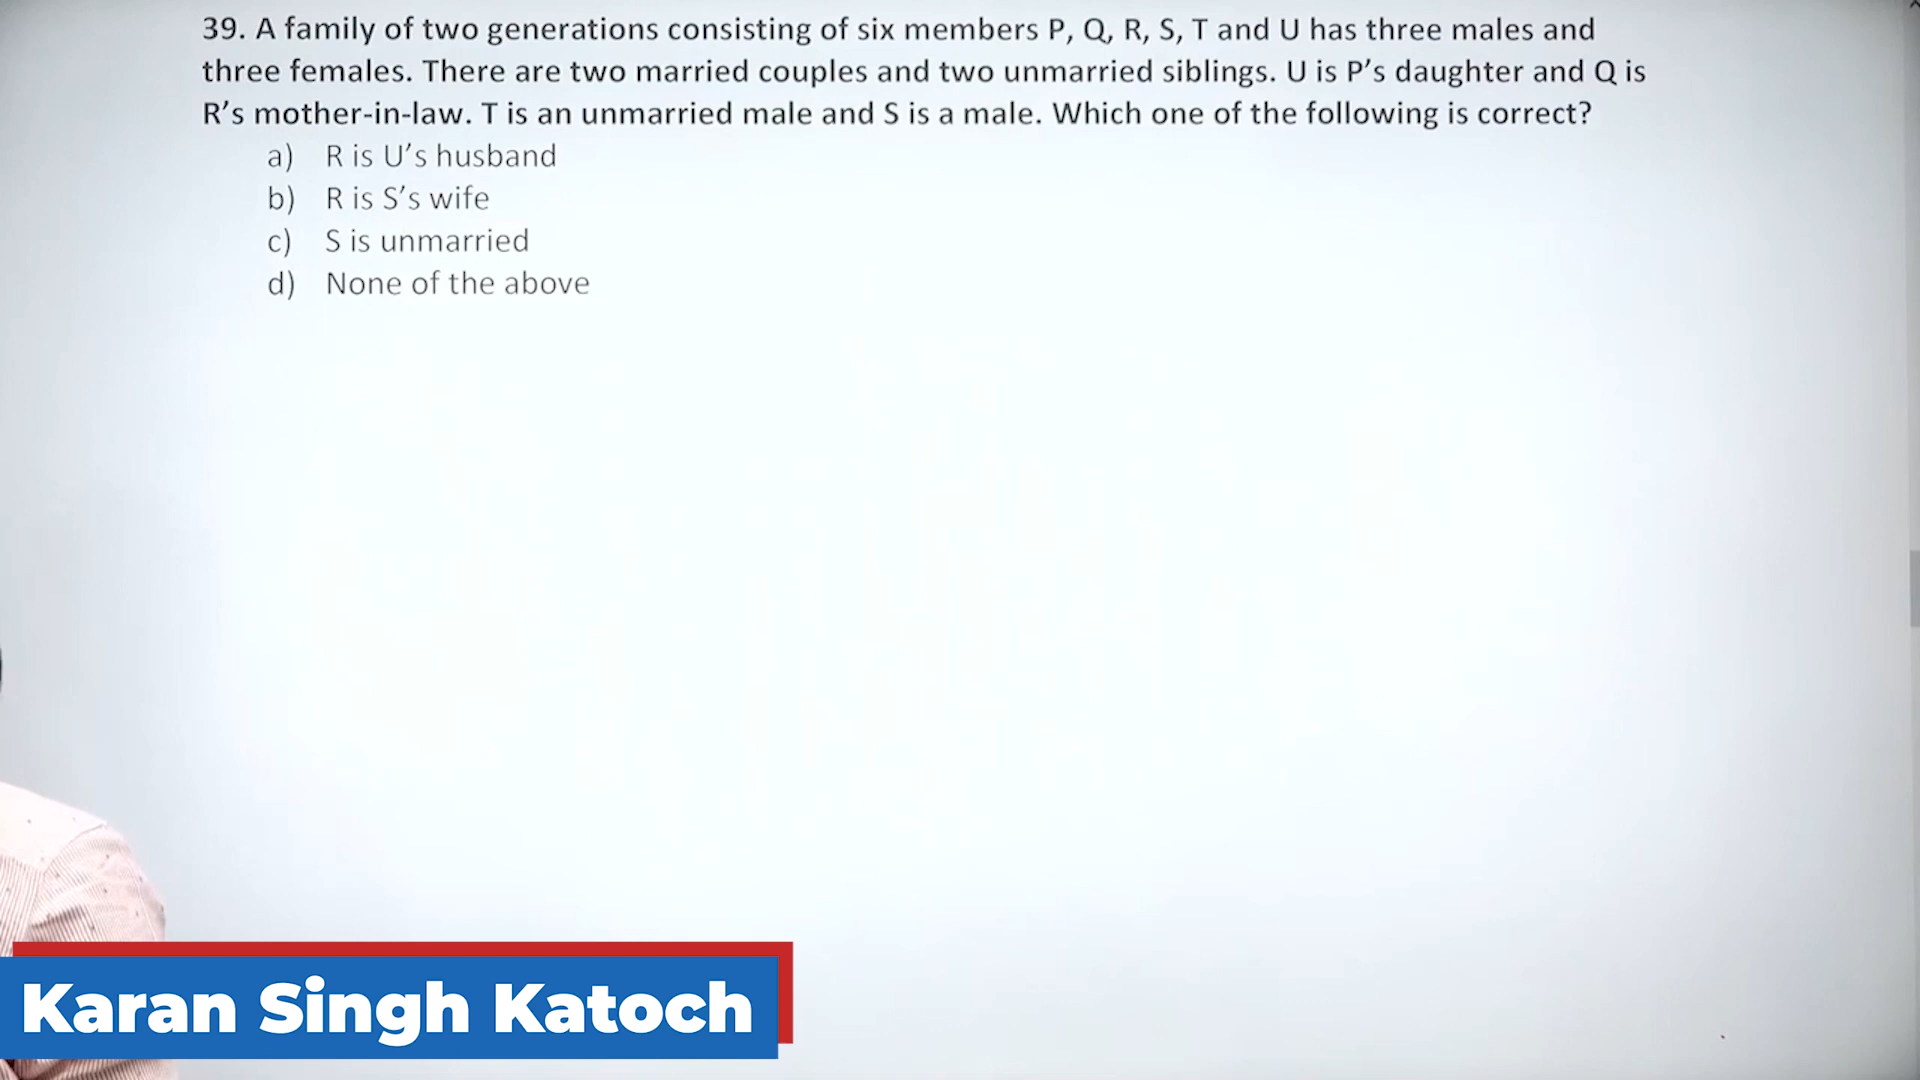 39. A family of two generations consisting of six members P, Q, R, S, T and U has three males and
three females. There are two married couples and two unmarried siblings. U is P’s daughter and Q is
R’s mother-in-law. T is an unmarried male and S is a male. Which one of the following is correct?
a) R is U’s husband
b) R is S’s wife
c) S is unmarried
d) None of the above
Karan Singh Katoch